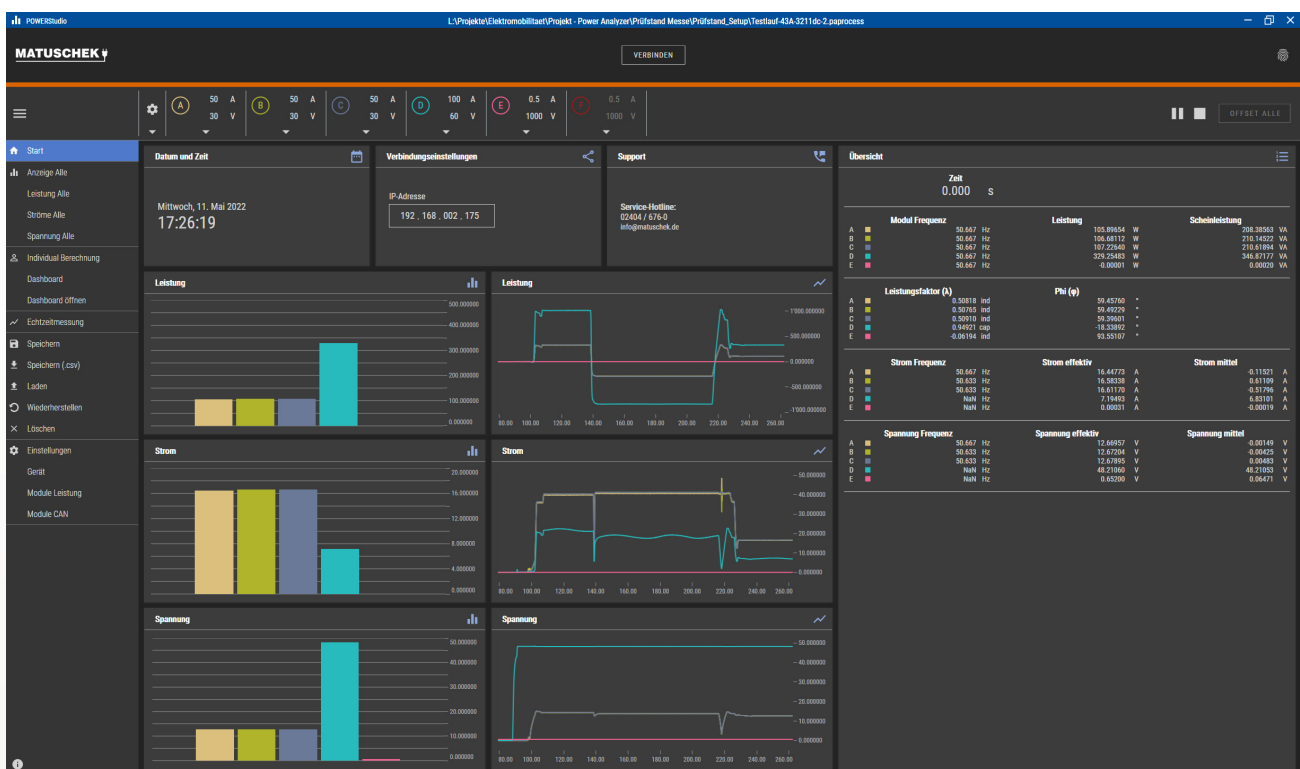 POWERStudio
L:\Projekte\Elektromobilitaet\Projekt - Power Analyzer\Prüfstand Messe\Prüfstand_Setup\Testlauf-43A-3211dc-2.paprocess
MATUSCHEK
VERBINDEN
A 50 A 30 V
B 50 A 30 V
C 50 A 30 V
D 100 A 60 V
E 0.5 A 1000 V
0.5 A 1000 V
OFFSET ALLE
Start
Anzeige Alle
Leistung Alle
Ströme Alle
Spannung Alle
Individual Berechnung
Dashboard
Dashboard öffnen
Echtzeitmessung
Speichern
Speichern (.csv)
Laden
Wiederherstellen
Löschen
Einstellungen
Gerät
Module Leistung
Module CAN
Datum und Zeit
Mittwoch, 11. Mai 2022
17:26:19
Verbindungseinstellungen
IP-Adresse
192 . 168 . 002 . 175
Support
Service-Hotline:
02404 / 676-0
info@matuschek.de
Leistung
500.000000
400.000000
300.000000
200.000000
100.000000
0.000000
Leistung
1'000.000000
500.000000
0.000000
-500.000000
-1'000.000000
80.00 100.00 120.00 140.00 160.00 180.00 200.00 220.00 240.00 260.00
Strom
20.000000
16.000000
12.000000
8.000000
4.000000
0.000000
Strom
50.000000
40.000000
30.000000
20.000000
10.000000
0.000000
80.00 100.00 120.00 140.00 160.00 180.00 200.00 220.00 240.00 260.00
Spannung
50.000000
40.000000
30.000000
20.000000
10.000000
0.000000
Spannung
50.000000
40.000000
30.000000
20.000000
10.000000
0.000000
80.00 100.00 120.00 140.00 160.00 180.00 200.00 220.00 240.00 260.00
Übersicht
Zeit
0.000 s
Modul Frequenz Leistung Scheinleistung
A 50.667 Hz 105.89654 W 208.38563 VA
B 50.667 Hz 106.68112 W 210.14522 VA
C 50.667 Hz 107.22640 W 210.61894 VA
D 50.667 Hz 329.25483 W 346.87177 VA
E 50.667 Hz -0.00001 W 0.00020 VA
Leistungsfaktor (λ) Phi (φ)
A 0.50818 ind 59.45760 °
B 0.50765 ind 59.49229 °
C 0.50910 ind 59.39601 °
D 0.94921 cap -18.33892 °
E -0.06194 ind 93.55107 °
Strom Frequenz Strom effektiv Strom mittel
A 50.667 Hz 16.44773 A -0.11521 A
B 50.633 Hz 16.58338 A 0.61109 A
C 50.667 Hz 16.61170 A -0.51796 A
D NaN Hz 7.19493 A 6.83101 A
E NaN Hz 0.00031 A -0.00019 A
Spannung Frequenz Spannung effektiv Spannung mittel
A 50.667 Hz 12.66957 V -0.00149 V
B 50.633 Hz 12.67204 V -0.00425 V
C 50.633 Hz 12.67895 V 0.00483 V
D NaN Hz 48.21060 V 48.21053 V
E NaN Hz 0.65200 V 0.06471 V